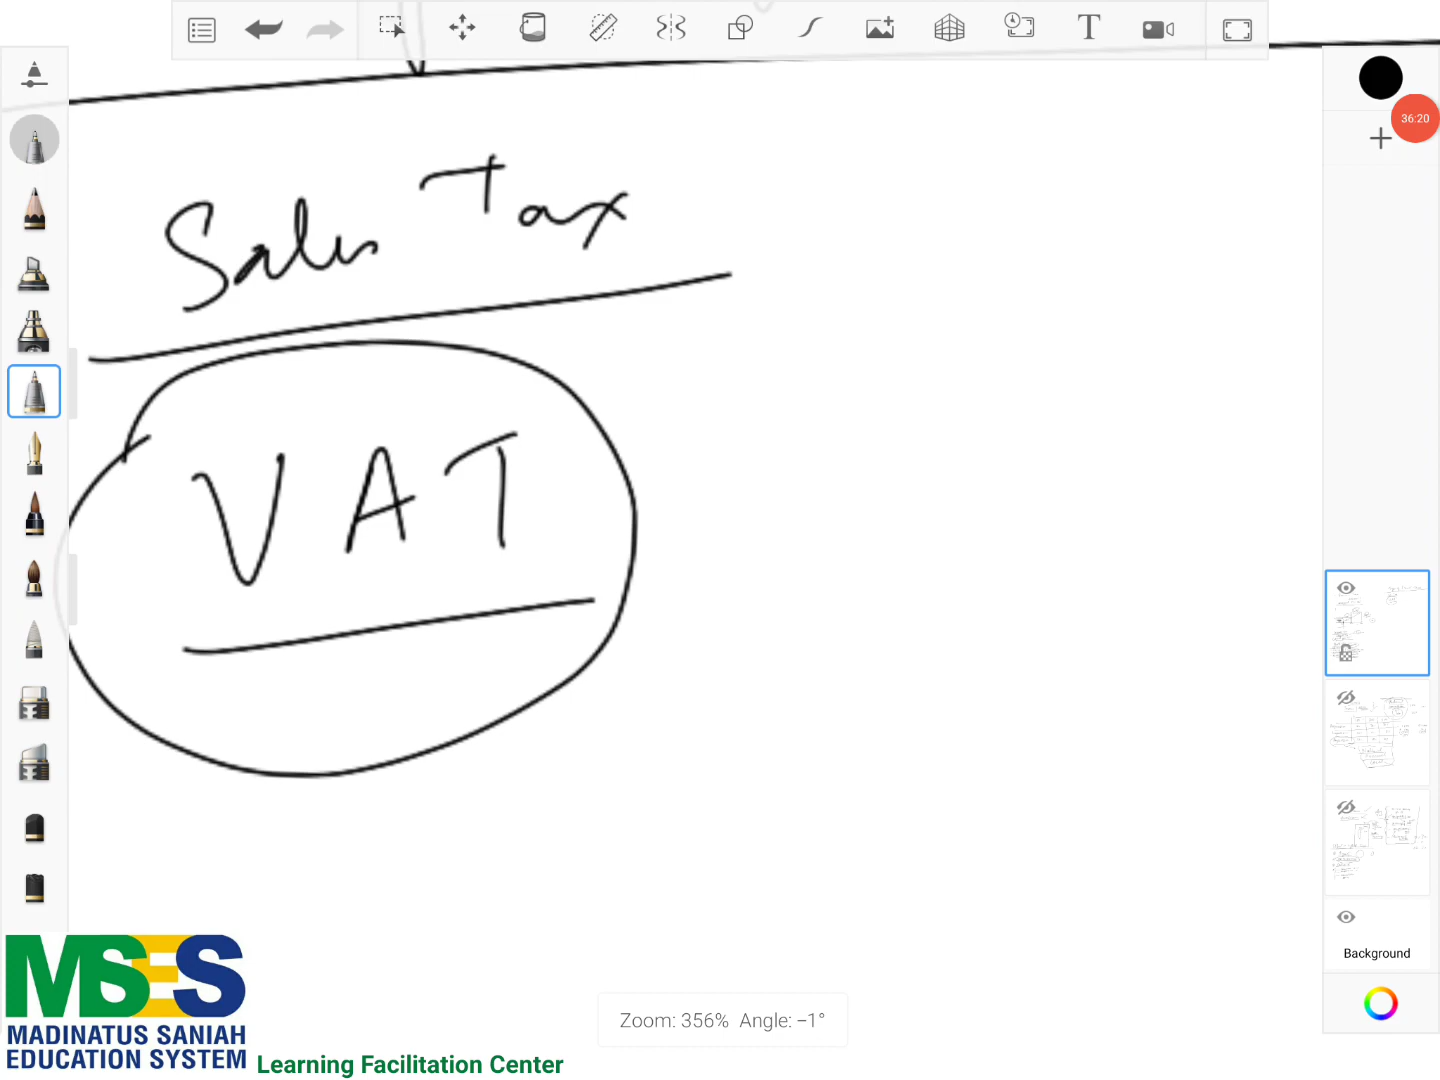 T
36:20
Sales Tax
VAT
Background
Zoom: 356% Angle: −1°
MSES
MADINATUS SANIAH
EDUCATION SYSTEM
Learning Facilitation Center